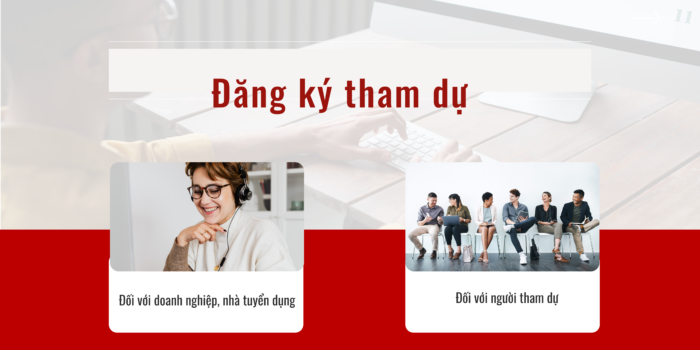 Đăng ký tham dự
Đối với doanh nghiệp, nhà tuyển dụng
Đối với người tham dự